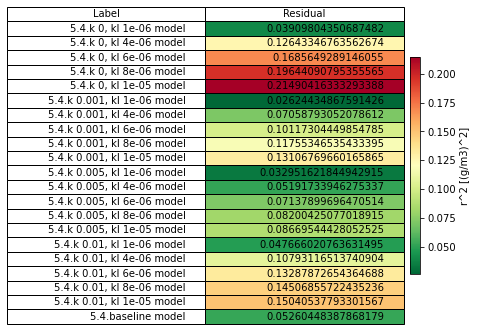 Label Residual
5.4.k 0, kl 1e-06 model 0.03909804350687482
5.4.k 0, kl 4e-06 model 0.12643346763562674
5.4.k 0, kl 6e-06 model 0.1685649289146055
5.4.k 0, kl 8e-06 model 0.19644090795355565
5.4.k 0, kl 1e-05 model 0.21490416333293388
5.4.k 0.001, kl 1e-06 model 0.02624434867591426
5.4.k 0.001, kl 4e-06 model 0.07058793052078612
5.4.k 0.001, kl 6e-06 model 0.10117304449854785
5.4.k 0.001, kl 8e-06 model 0.11755346535433395
5.4.k 0.001, kl 1e-05 model 0.13106769660165865
5.4.k 0.005, kl 1e-06 model 0.032951621844942915
5.4.k 0.005, kl 4e-06 model 0.05191733946275337
5.4.k 0.005, kl 6e-06 model 0.07137899696470514
5.4.k 0.005, kl 8e-06 model 0.08200425077018915
5.4.k 0.005, kl 1e-05 model 0.08669544428052525
5.4.k 0.01, kl 1e-06 model 0.047666020763631495
5.4.k 0.01, kl 4e-06 model 0.10793116513740904
5.4.k 0.01, kl 6e-06 model 0.13287872654364688
5.4.k 0.01, kl 8e-06 model 0.14506855722435236
5.4.k 0.01, kl 1e-05 model 0.15040537793301567
5.4.baseline model 0.05260448387868179
0.200
0.175
0.150
0.125
0.100
0.075
0.050
r^2 [(g/m3)^2]